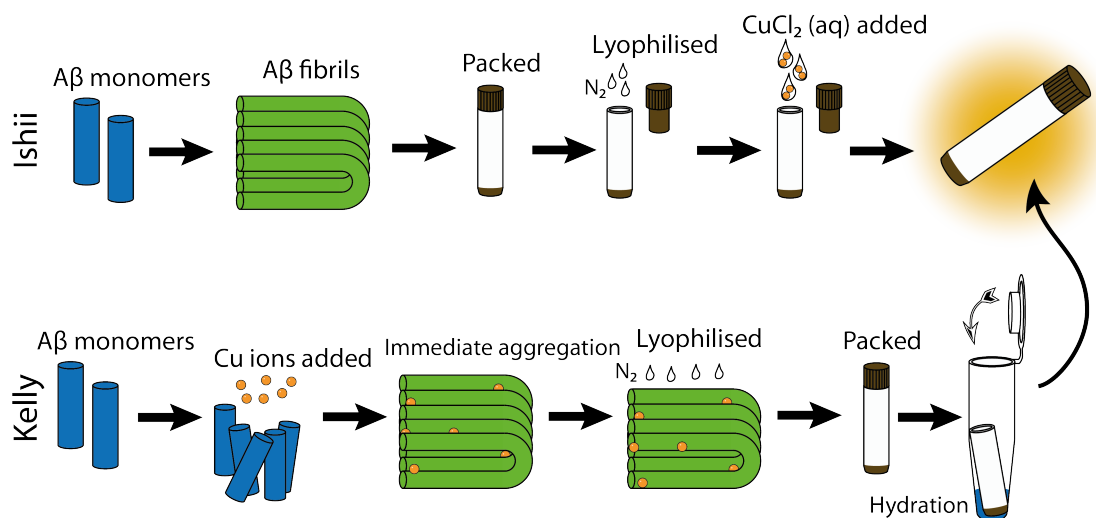 Ishii
Aβ monomers
Aβ fibrils
Packed
Lyophilised
N₂
CuCl₂ (aq) added
Kelly
Aβ monomers
Cu ions added
Immediate aggregation
Lyophilised
N₂
Packed
Hydration